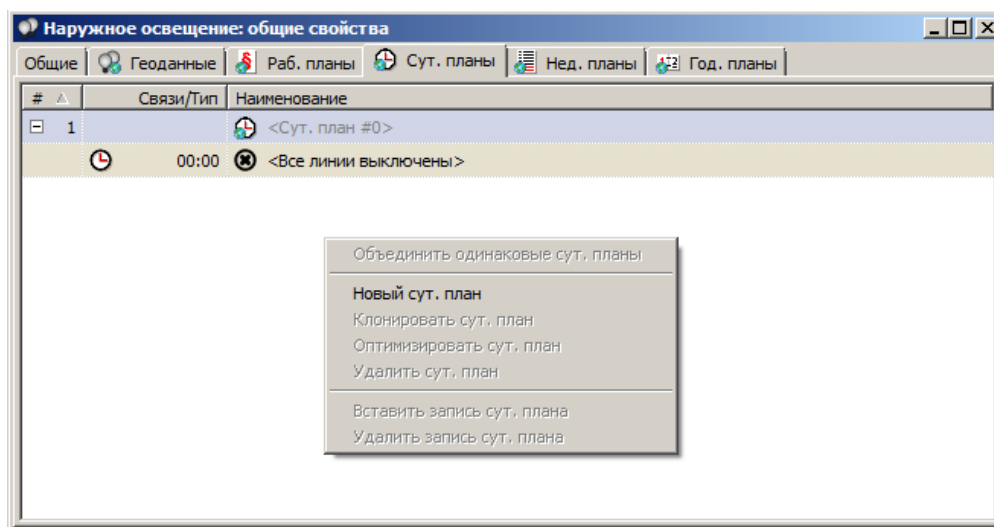 Наружное освещение: общие свойства
Общие Геоданные Раб. планы Сут. планы Нед. планы Год. планы
# Связи/Тип Наименование
1 <Сут. план #0>
00:00 <Все линии выключены>
Объединить одинаковые сут. планы
Новый сут. план
Клонировать сут. план
Оптимизировать сут. план
Удалить сут. план
Вставить запись сут. плана
Удалить запись сут. плана